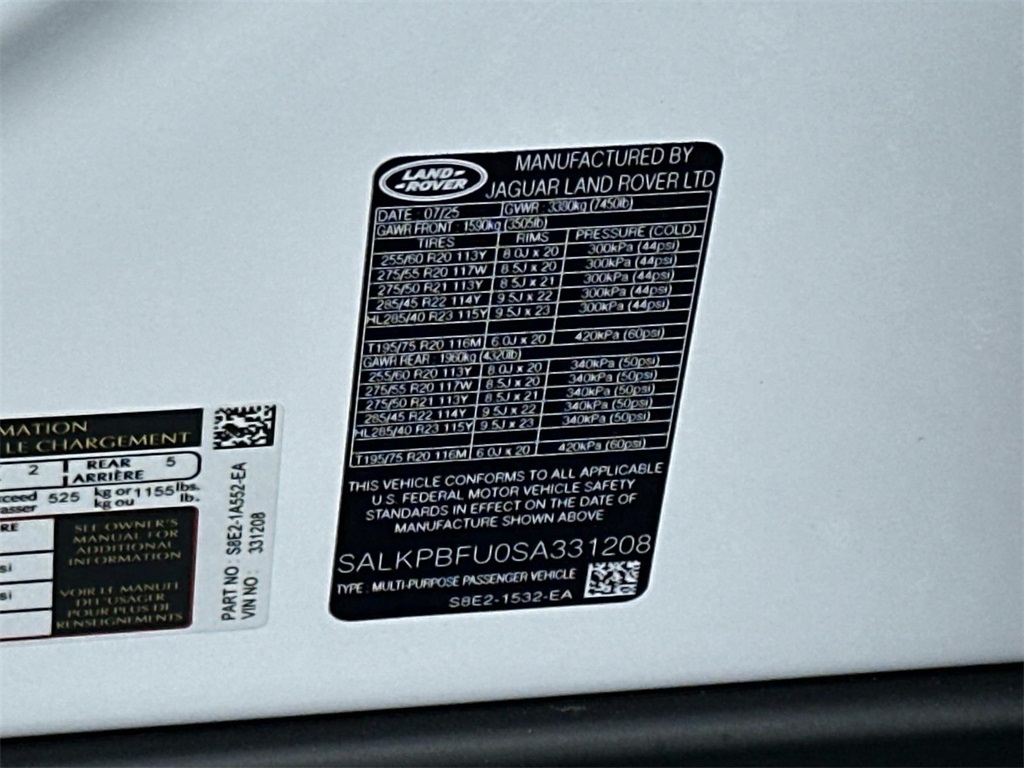 LAND-
-ROVER
MANUFACTURED BY
JAGUAR LAND ROVER LTD
DATE : 07/25 GVWR : 3380kg (7450lb)
GAWR FRONT : 1590kg (3505lb)
TIRES RIMS PRESSURE (COLD)
255/60 R20 113Y 8.0J x 20 300kPa (44psi)
275/55 R20 117W 8.5J x 20 300kPa (44psi)
275/50 R21 113Y 8.5J x 21 300kPa (44psi)
285/45 R22 114Y 9.5J x 22 300kPa (44psi)
HL285/40 R23 115Y 9.5J x 23 300kPa (44psi)
T195/75 R20 116M 6.0J x 20 420kPa (60psi)
GAWR REAR : 1960kg (4320lb)
255/60 R20 113Y 8.0J x 20 340kPa (50psi)
275/55 R20 117W 8.5J x 20 340kPa (50psi)
275/50 R21 113Y 8.5J x 21 340kPa (50psi)
285/45 R22 114Y 9.5J x 22 340kPa (50psi)
HL285/40 R23 115Y 9.5J x 23 340kPa (50psi)
T195/75 R20 116M 6.0J x 20 420kPa (60psi)
THIS VEHICLE CONFORMS TO ALL APPLICABLE
U.S. FEDERAL MOTOR VEHICLE SAFETY
STANDARDS IN EFFECT ON THE DATE OF
MANUFACTURE SHOWN ABOVE
SALKPBFU0SA331208
TYPE : MULTI-PURPOSE PASSENGER VEHICLE
S8E2-1532-EA
MATION
LE CHARGEMENT
2 REAR 5
ARRIÈRE
xceed 525 kg or 1155 lbs.
asser kg ou lb.
RE
si
si
SEE OWNER'S
MANUAL FOR
ADDITIONAL
INFORMATION
VOIR LE MANUEL
DE L'USAGER
POUR PLUS DE
RENSEIGNEMENTS
PART NO : S8E2-1A552-EA
VIN NO : 331208